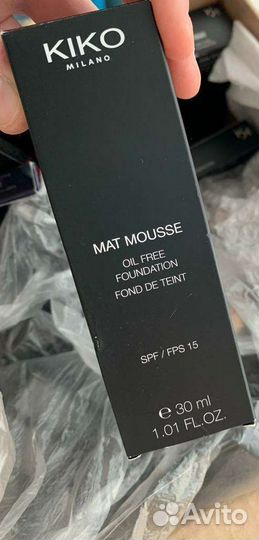 KIKO
MILANO
MAT MOUSSE
OIL FREE
FOUNDATION
FOND DE TEINT
SPF / FPS 15
℮ 30 ml
1.01 FL.OZ.
Avito